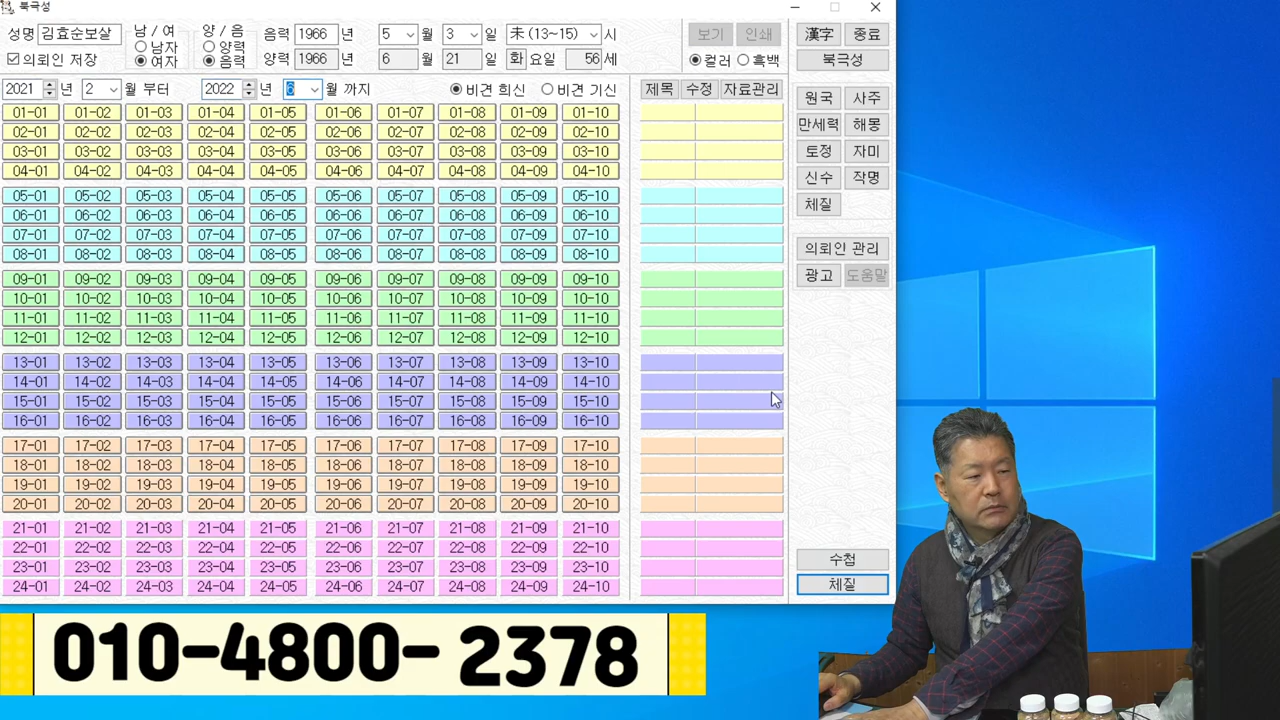 북극성
성명 김효순보살 남 / 여 양 / 음 음력 1966 년 5 월 3 일 未 (13~15) 시 보기 인쇄 漢字 종료
남자 양력
의뢰인 저장 여자 음력 양력 1966 년 6 월 21 일 화 요일 56 세 컬러 흑백 북극성
2021 년 2 월 부터 2022 년 6 월 까지 비견 희신 비견 기신 제목 수정 자료관리
01-01 01-02 01-03 01-04 01-05 01-06 01-07 01-08 01-09 01-10
02-01 02-02 02-03 02-04 02-05 02-06 02-07 02-08 02-09 02-10
03-01 03-02 03-03 03-04 03-05 03-06 03-07 03-08 03-09 03-10
04-01 04-02 04-03 04-04 04-05 04-06 04-07 04-08 04-09 04-10
05-01 05-02 05-03 05-04 05-05 05-06 05-07 05-08 05-09 05-10
06-01 06-02 06-03 06-04 06-05 06-06 06-07 06-08 06-09 06-10
07-01 07-02 07-03 07-04 07-05 07-06 07-07 07-08 07-09 07-10
08-01 08-02 08-03 08-04 08-05 08-06 08-07 08-08 08-09 08-10
09-01 09-02 09-03 09-04 09-05 09-06 09-07 09-08 09-09 09-10
10-01 10-02 10-03 10-04 10-05 10-06 10-07 10-08 10-09 10-10
11-01 11-02 11-03 11-04 11-05 11-06 11-07 11-08 11-09 11-10
12-01 12-02 12-03 12-04 12-05 12-06 12-07 12-08 12-09 12-10
13-01 13-02 13-03 13-04 13-05 13-06 13-07 13-08 13-09 13-10
14-01 14-02 14-03 14-04 14-05 14-06 14-07 14-08 14-09 14-10
15-01 15-02 15-03 15-04 15-05 15-06 15-07 15-08 15-09 15-10
16-01 16-02 16-03 16-04 16-05 16-06 16-07 16-08 16-09 16-10
17-01 17-02 17-03 17-04 17-05 17-06 17-07 17-08 17-09 17-10
18-01 18-02 18-03 18-04 18-05 18-06 18-07 18-08 18-09 18-10
19-01 19-02 19-03 19-04 19-05 19-06 19-07 19-08 19-09 19-10
20-01 20-02 20-03 20-04 20-05 20-06 20-07 20-08 20-09 20-10
21-01 21-02 21-03 21-04 21-05 21-06 21-07 21-08 21-09 21-10
22-01 22-02 22-03 22-04 22-05 22-06 22-07 22-08 22-09 22-10
23-01 23-02 23-03 23-04 23-05 23-06 23-07 23-08 23-09 23-10
24-01 24-02 24-03 24-04 24-05 24-06 24-07 24-08 24-09 24-10
원국 사주
만세력 해몽
토정 자미
신수 작명
체질
의뢰인 관리
광고 도움말
수첩
체질
010-4800-2378